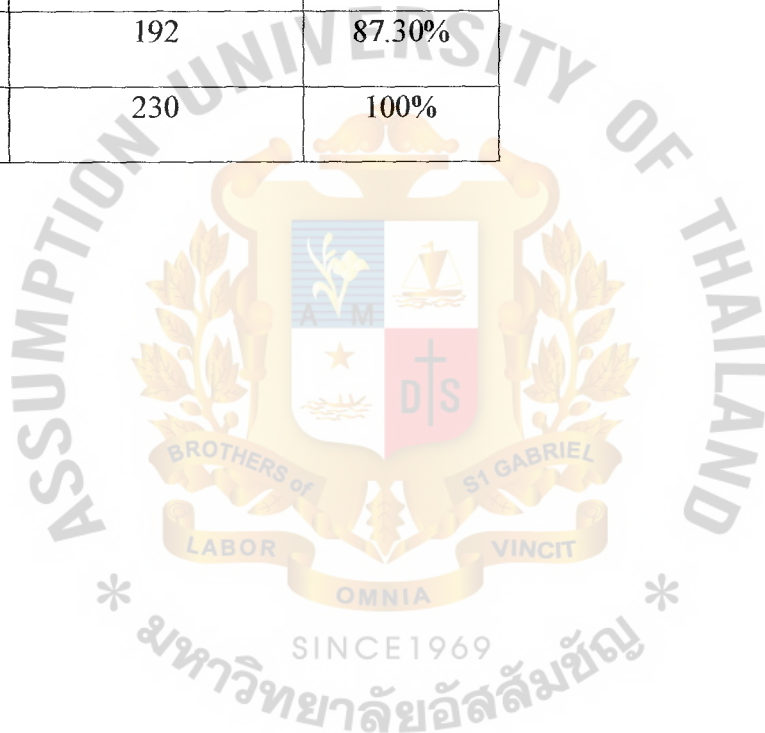 192 87.30%
230 100%
ASSUMPTION UNIVERSITY OF THAILAND
A M
D S
BROTHERS of S1 GABRIEL
LABOR VINCIT
OMNIA
SINCE1969
* มหาวิทยาลัยอัสสัมชัญ *